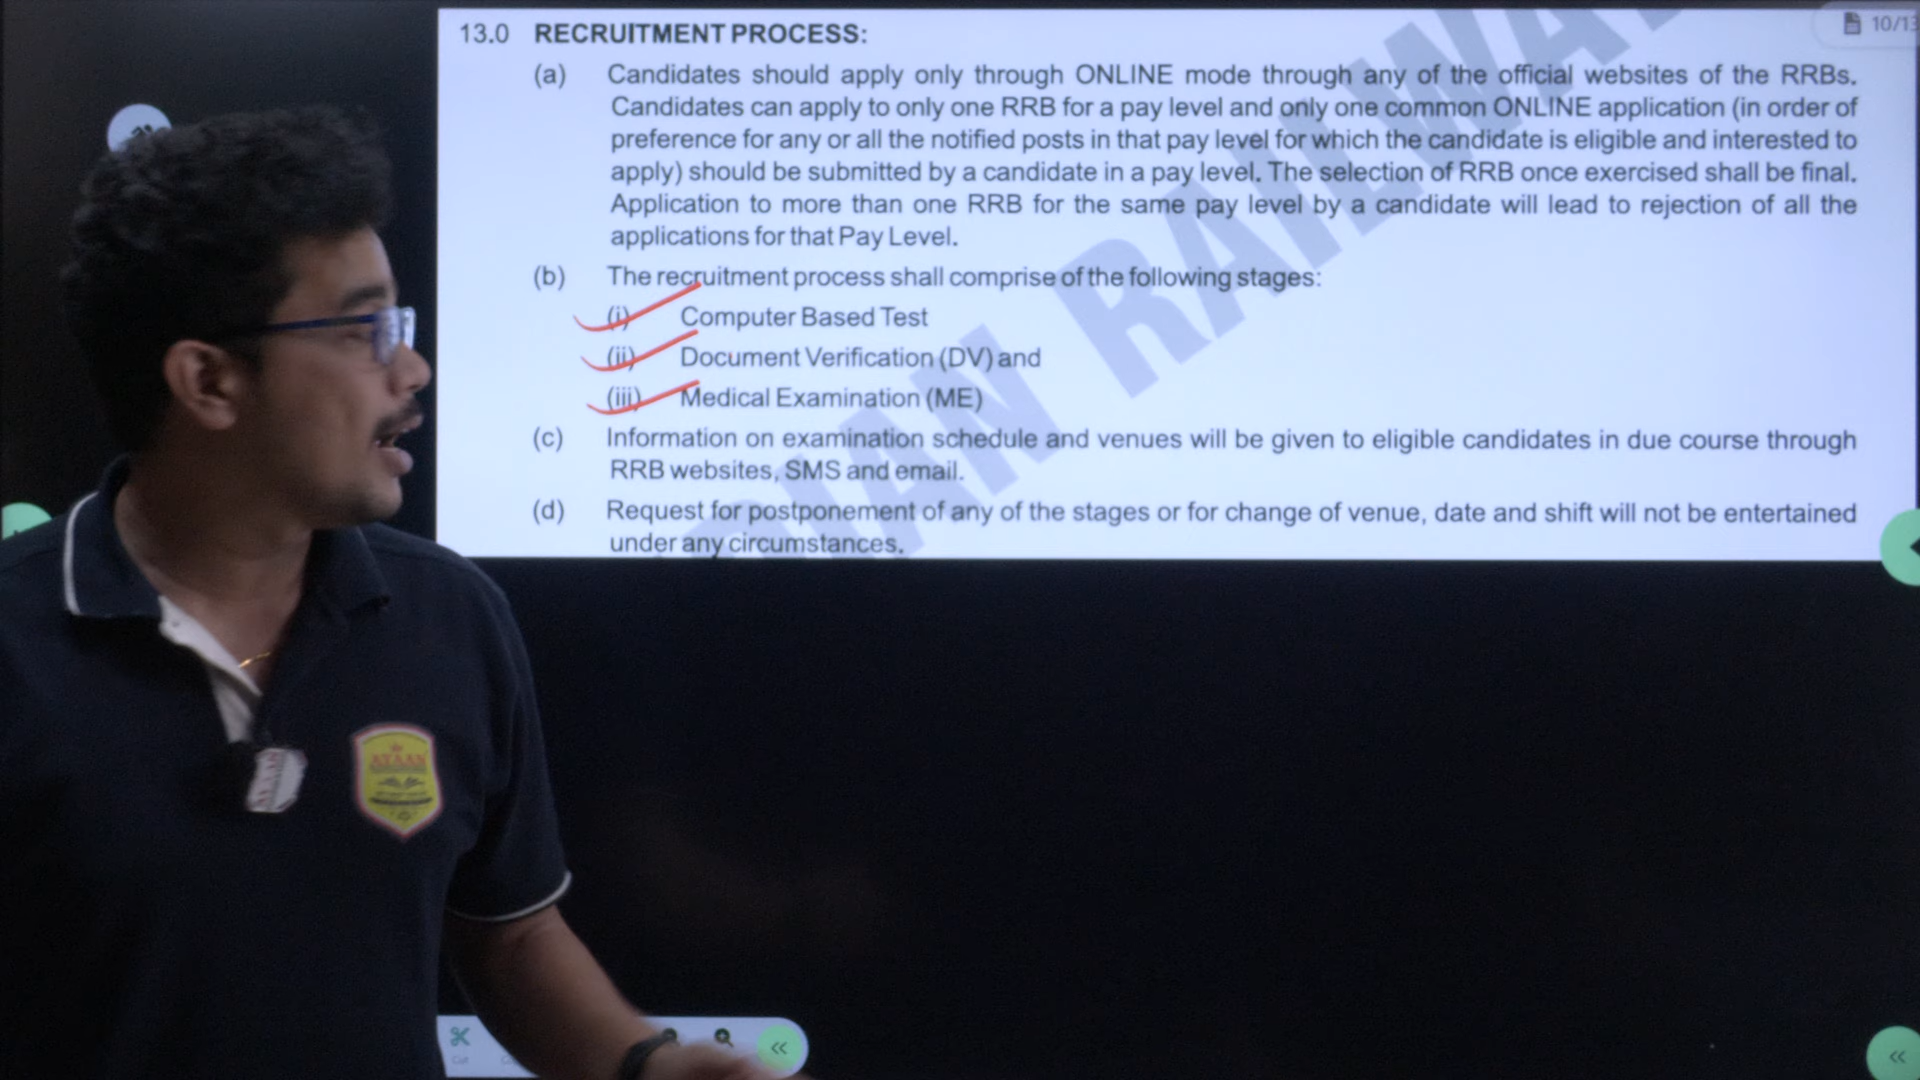 10/13
13.0 RECRUITMENT PROCESS:
(a) Candidates should apply only through ONLINE mode through any of the official websites of the RRBs.
Candidates can apply to only one RRB for a pay level and only one common ONLINE application (in order of
preference for any or all the notified posts in that pay level for which the candidate is eligible and interested to
apply) should be submitted by a candidate in a pay level. The selection of RRB once exercised shall be final.
Application to more than one RRB for the same pay level by a candidate will lead to rejection of all the
applications for that Pay Level.
(b) The recruitment process shall comprise of the following stages:
(i) Computer Based Test
(ii) Document Verification (DV) and
(iii) Medical Examination (ME)
(c) Information on examination schedule and venues will be given to eligible candidates in due course through
RRB websites, SMS and email.
(d) Request for postponement of any of the stages or for change of venue, date and shift will not be entertained
under any circumstances.
DIAN RAILWA
AYAAN
Cut